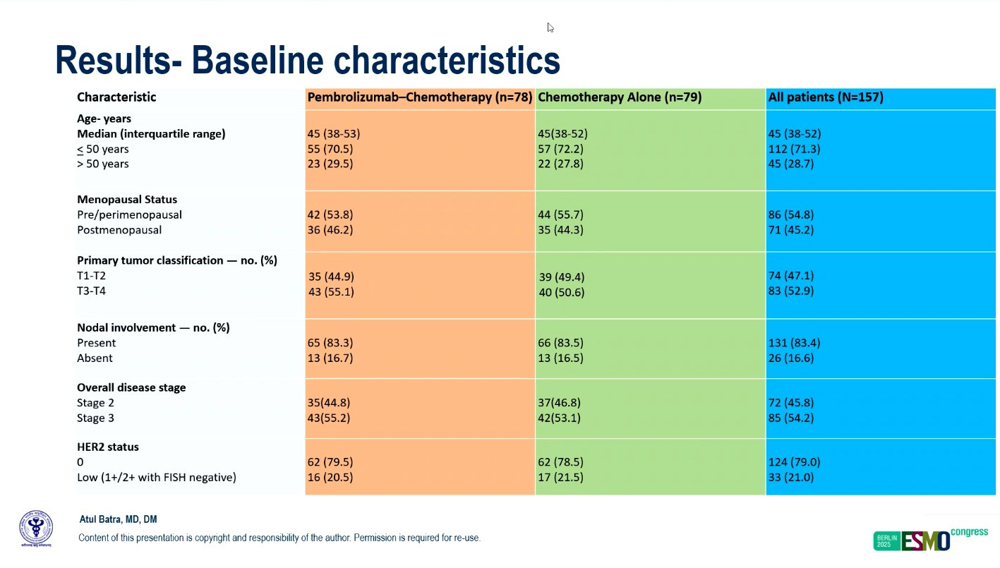 Results- Baseline characteristics
Characteristic Pembrolizumab–Chemotherapy (n=78) Chemotherapy Alone (n=79) All patients (N=157)
Age- years
Median (interquartile range) 45 (38-53) 45(38-52) 45 (38-52)
≤ 50 years 55 (70.5) 57 (72.2) 112 (71.3)
> 50 years 23 (29.5) 22 (27.8) 45 (28.7)
Menopausal Status
Pre/perimenopausal 42 (53.8) 44 (55.7) 86 (54.8)
Postmenopausal 36 (46.2) 35 (44.3) 71 (45.2)
Primary tumor classification — no. (%)
T1-T2 35 (44.9) 39 (49.4) 74 (47.1)
T3-T4 43 (55.1) 40 (50.6) 83 (52.9)
Nodal involvement — no. (%)
Present 65 (83.3) 66 (83.5) 131 (83.4)
Absent 13 (16.7) 13 (16.5) 26 (16.6)
Overall disease stage
Stage 2 35(44.8) 37(46.8) 72 (45.8)
Stage 3 43(55.2) 42(53.1) 85 (54.2)
HER2 status
0 62 (79.5) 62 (78.5) 124 (79.0)
Low (1+/2+ with FISH negative) 16 (20.5) 17 (21.5) 33 (21.0)
Atul Batra, MD, DM
Content of this presentation is copyright and responsibility of the author. Permission is required for re-use.
BERLIN
2025
ESMO congress